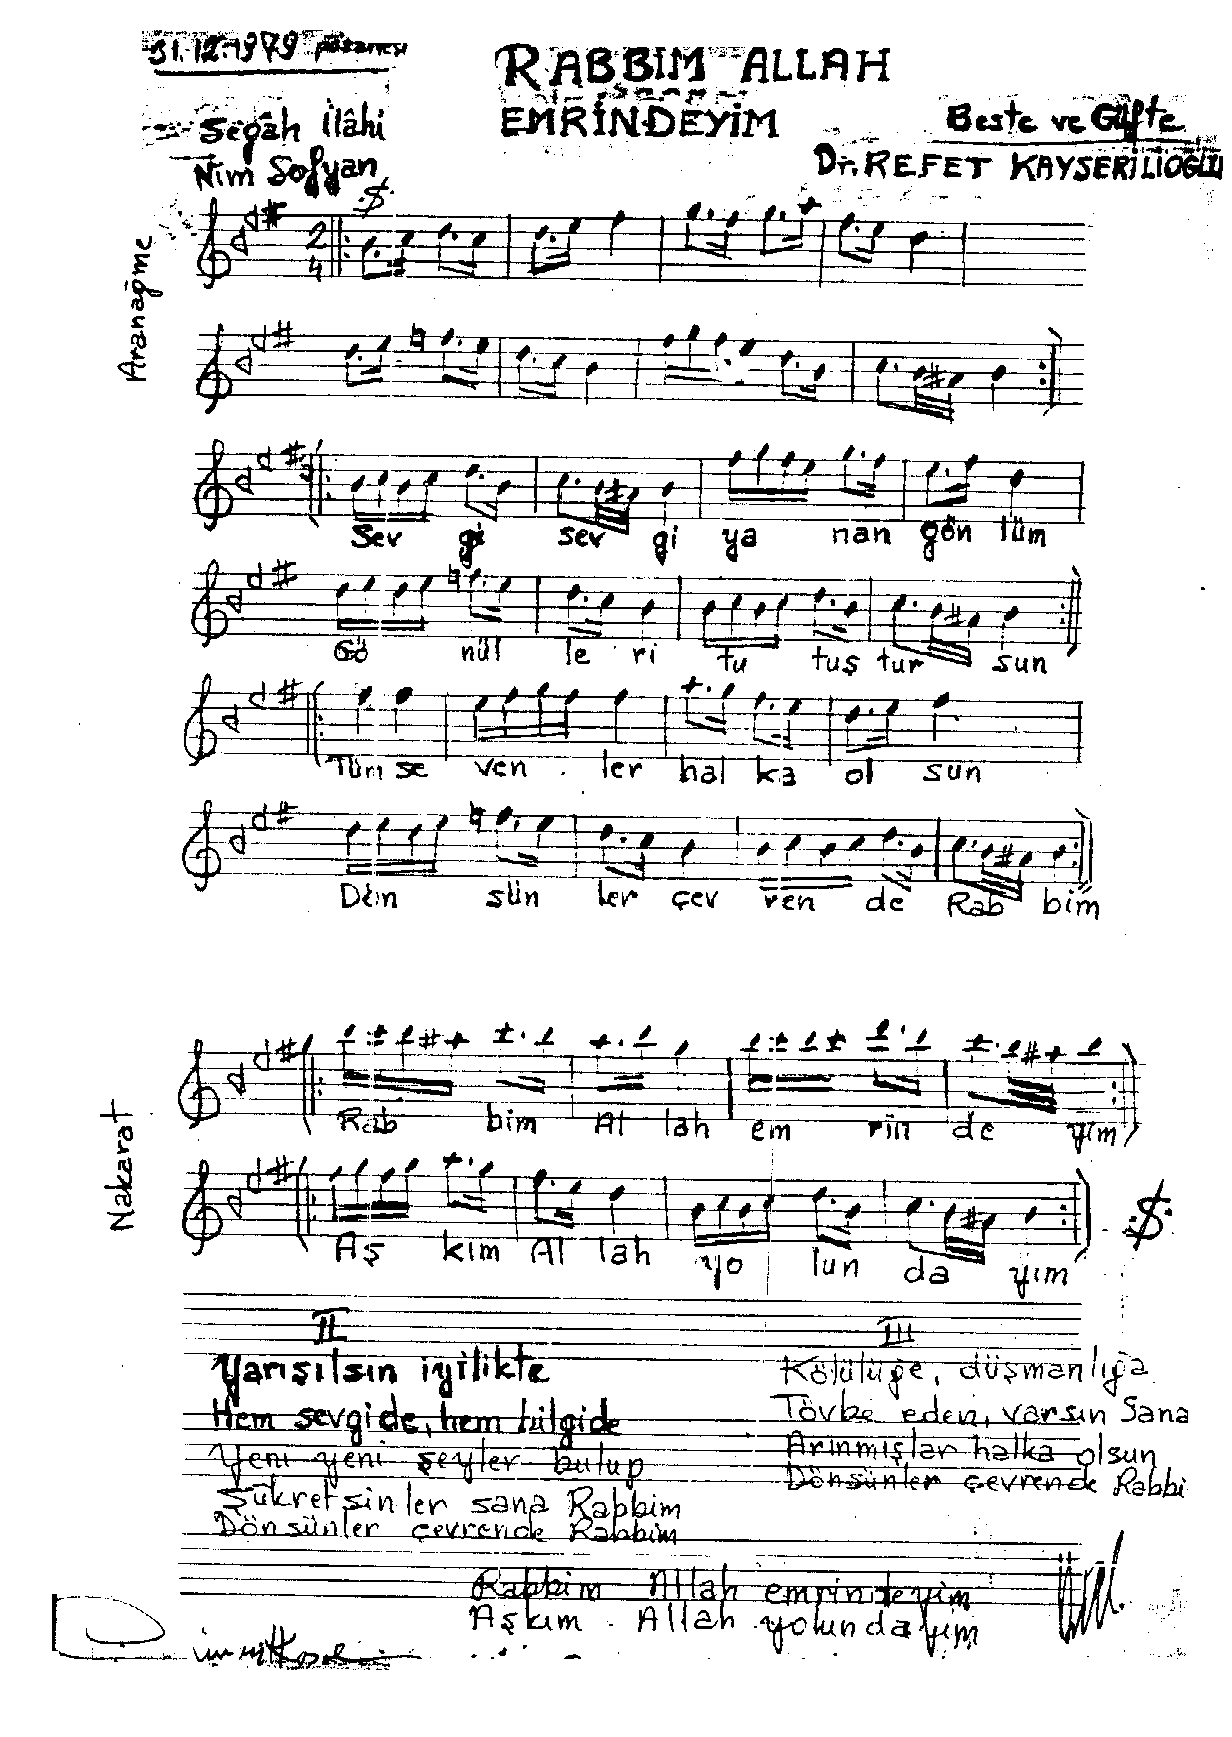 31.12.1979 pazartesi
RABBIM ALLAH
EMRİNDEYİM
Segâh İlâhi
Nim Sofyan
Beste ve Güfte
Dr. REFET KAYSERİLİOĞLU
Aranağme
2
4
Sev gi sev gi ya nan gön lüm
Gö nül le ri tu tuş tur sun
Tüm se ven ler hal ka ol sun
Dön sün ler çev ren de Rab bim
Nakarat
Rab bim Al lah em rin de yim
Aş kım Al lah yo lun da yım
II
Yarışılsın iyilikte
Hem sevgide, hem bilgide
Yeni yeni şeyler bulup
Şükretsinler sana Rabbim
Dönsünler çevrende Rabbim
III
Kötülüğe, düşmanlığa
Tövbe eden, varsın Sana
Arınmışlar halka olsun
Dönsünler çevrende Rabbi
Rabbim Allah emrindeyim
Aşkım Allah yolundayım